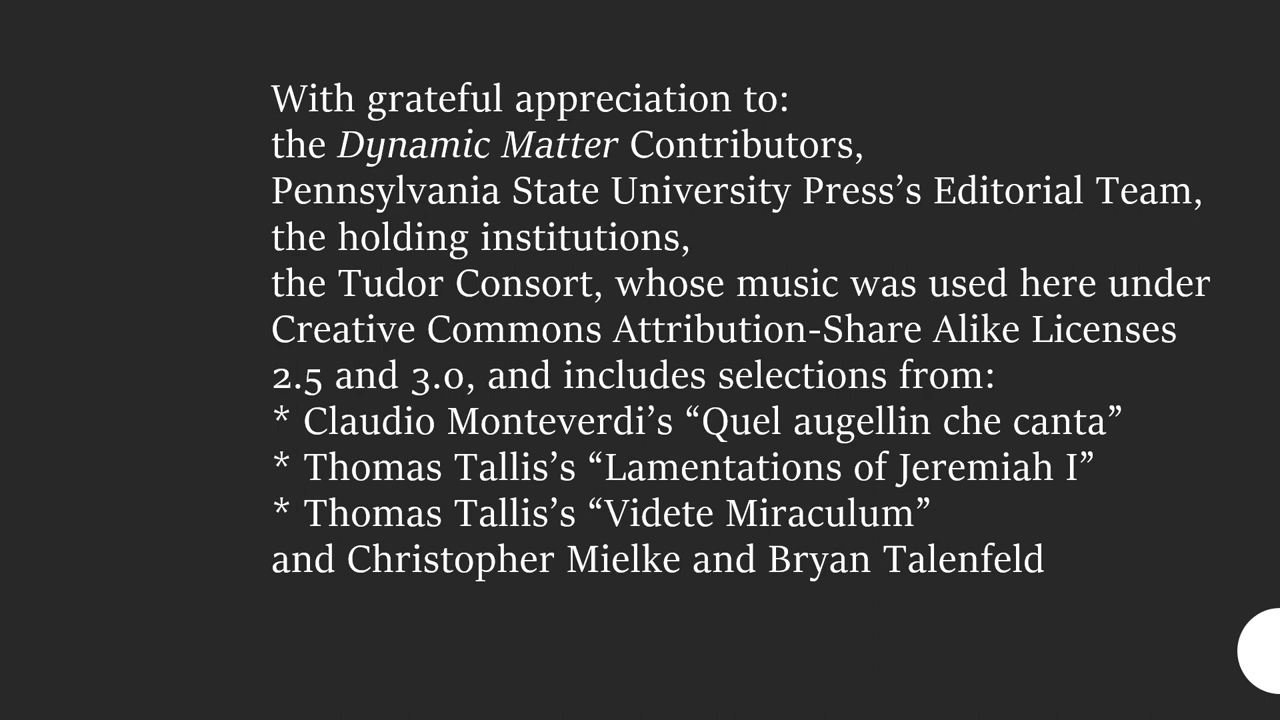 With grateful appreciation to:
the Dynamic Matter Contributors,
Pennsylvania State University Press’s Editorial Team,
the holding institutions,
the Tudor Consort, whose music was used here under
Creative Commons Attribution-Share Alike Licenses
2.5 and 3.0, and includes selections from:
* Claudio Monteverdi’s “Quel augellin che canta”
* Thomas Tallis’s “Lamentations of Jeremiah I”
* Thomas Tallis’s “Videte Miraculum”
and Christopher Mielke and Bryan Talenfeld